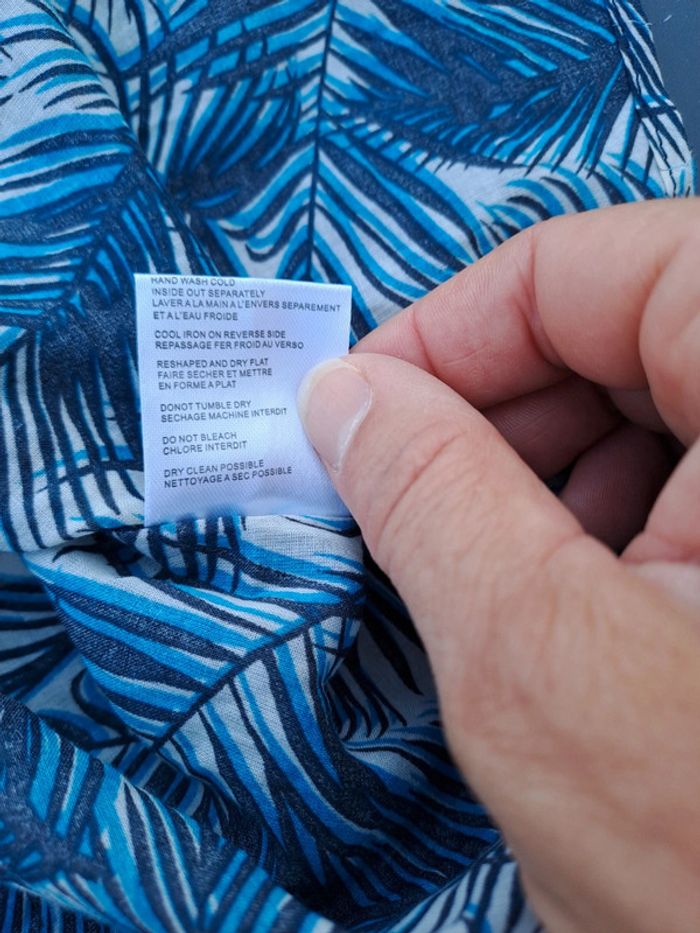 HAND WASH COLD
INSIDE OUT SEPARATELY
LAVER A LA MAIN A L'ENVERS SEPAREMENT
ET A L'EAU FROIDE
COOL IRON ON REVERSE SIDE
REPASSAGE FER FROID AU VERSO
RESHAPED AND DRY FLAT
FAIRE SECHER ET METTRE
EN FORME A PLAT
DONOT TUMBLE DRY
SECHAGE MACHINE INTERDIT
DO NOT BLEACH
CHLORE INTERDIT
DRY CLEAN POSSIBLE
NETTOYAGE A SEC POSSIBLE